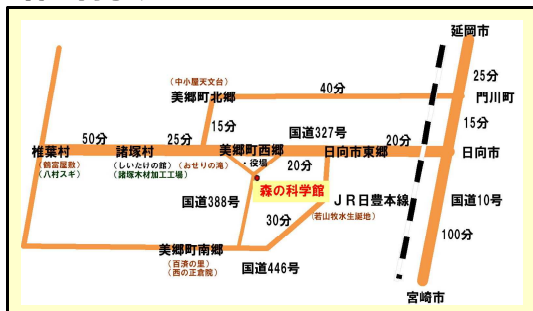 延岡市
（中小屋天文台）
美郷町北郷
40分
25分
門川町
15分
15分
国道327号
50分
25分
美郷町西郷
20分
椎葉村
諸塚村
・役場
20分
日向市東郷
日向市
（鶴富屋敷）
（しいたけの館）
（おせりの滝）
（八村スギ）
（諸塚木材加工工場）
森の科学館
国道388号
ＪＲ日豊本線
国道10号
30分
（若山牧水生誕地）
100分
美郷町南郷
（百済の里）
（西の正倉院）
国道446号
宮崎市